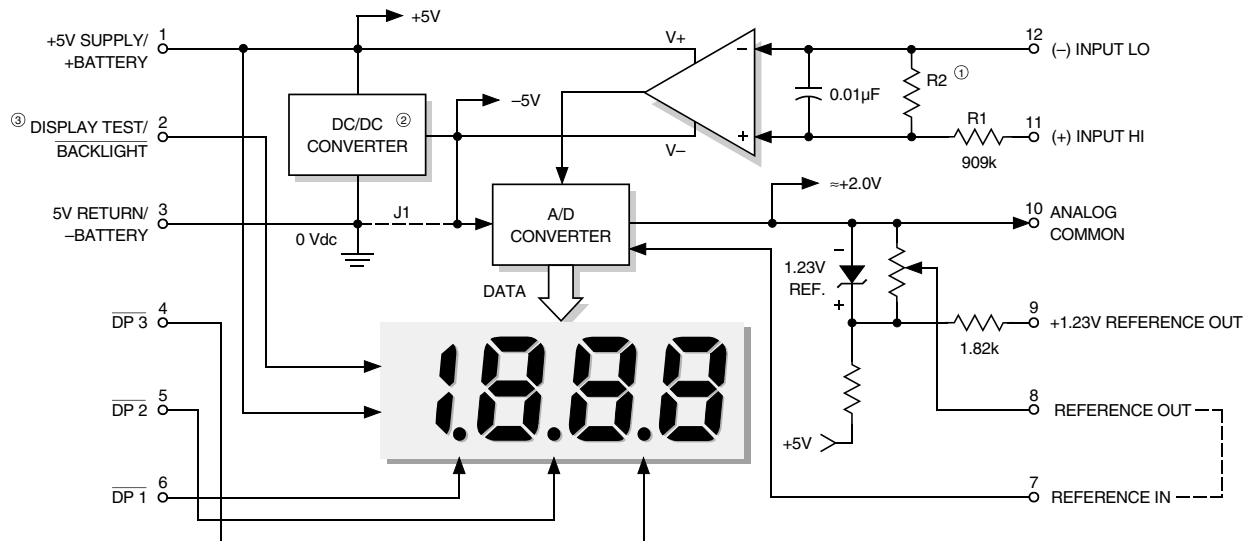 +5V
+5V SUPPLY/
+BATTERY
1
V+
12
(–) INPUT LO
–
0.01µF
R2 ①
–5V
③ DISPLAY TEST/
BACKLIGHT
2
DC/DC ②
CONVERTER
V–
+
R1
909k
11
(+) INPUT HI
5V RETURN/
–BATTERY
3
0 Vdc
J1
A/D
CONVERTER
≈+2.0V
10
ANALOG
COMMON
DATA
–
1.23V
REF.
+
1.82k
9
+1.23V REFERENCE OUT
DP 3
4
1.8.8.8
DP 2
5
+5V
8
REFERENCE OUT
DP 1
6
7
REFERENCE IN